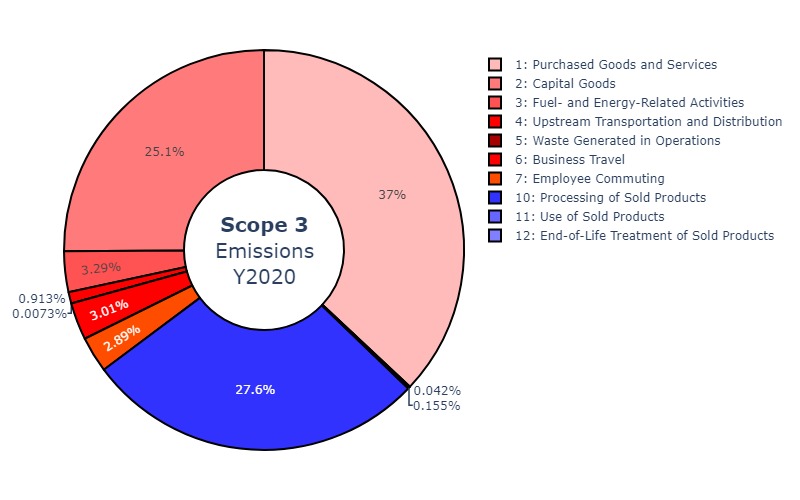 1: Purchased Goods and Services
2: Capital Goods
3: Fuel- and Energy-Related Activities
4: Upstream Transportation and Distribution
5: Waste Generated in Operations
6: Business Travel
7: Employee Commuting
10: Processing of Sold Products
11: Use of Sold Products
12: End-of-Life Treatment of Sold Products
25.1%
37%
Scope 3
Emissions
Y2020
3.29%
0.913%
0.0073%
3.01%
2.89%
27.6%
0.042%
0.155%